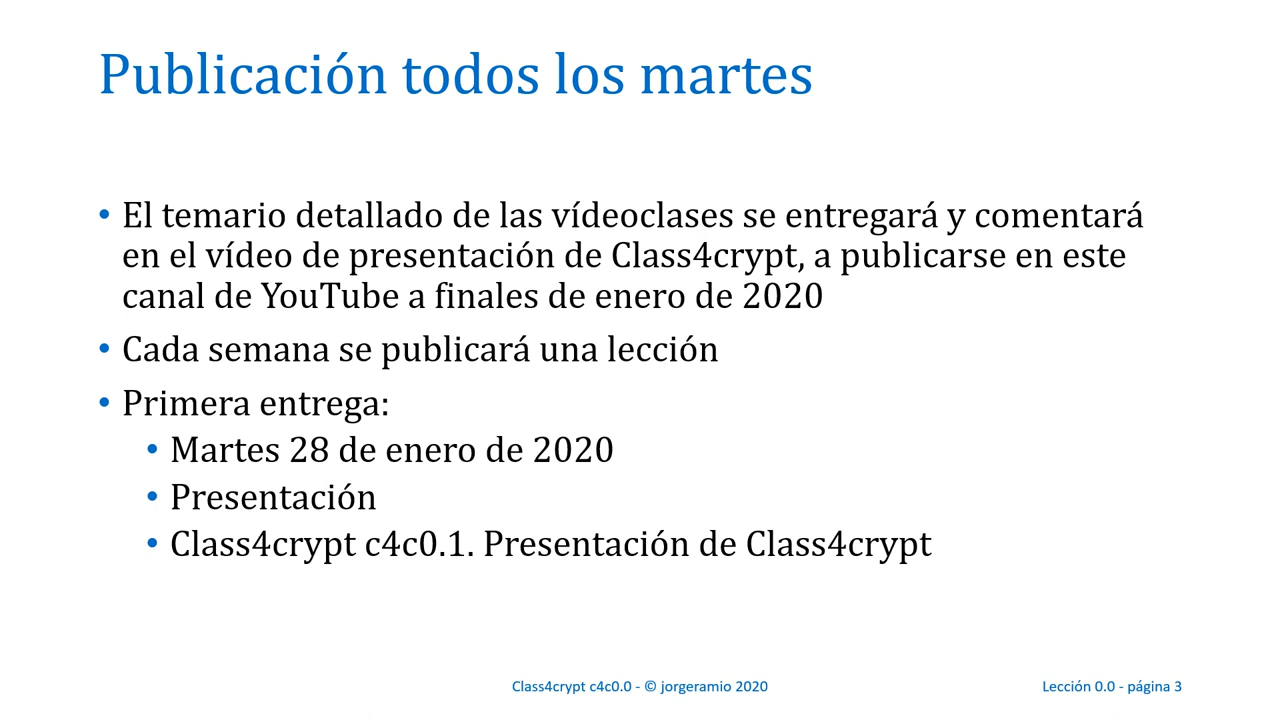 Publicación todos los martes
• El temario detallado de las vídeoclases se entregará y comentará
en el vídeo de presentación de Class4crypt, a publicarse en este
canal de YouTube a finales de enero de 2020
• Cada semana se publicará una lección
• Primera entrega:
• Martes 28 de enero de 2020
• Presentación
• Class4crypt c4c0.1. Presentación de Class4crypt
Class4crypt c4c0.0 - © jorgeramio 2020
Lección 0.0 - página 3